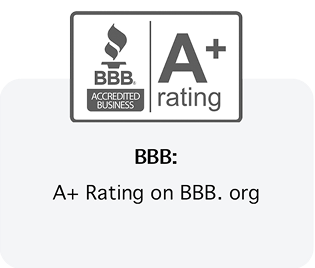 BBB.
ACCREDITED
BUSINESS
A+
rating
BBB:
A+ Rating on BBB. org